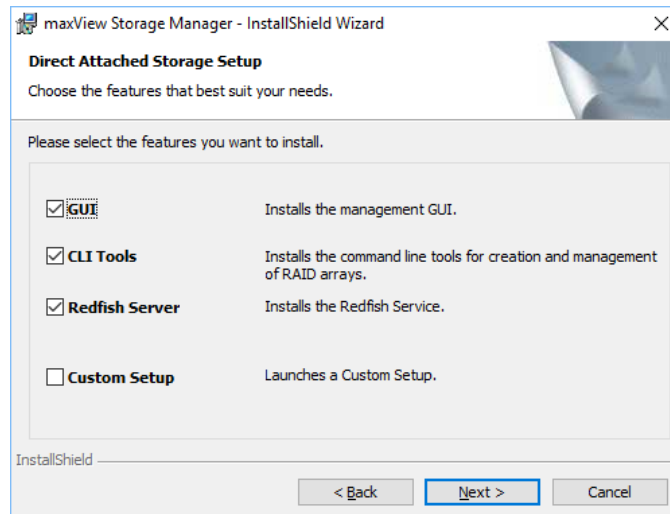 maxView Storage Manager - InstallShield Wizard
Direct Attached Storage Setup
Choose the features that best suit your needs.
Please select the features you want to install.
GUI
Installs the management GUI.
CLI Tools
Installs the command line tools for creation and management
of RAID arrays.
Redfish Server
Installs the Redfish Service.
Custom Setup
Launches a Custom Setup.
InstallShield
< Back
Next >
Cancel